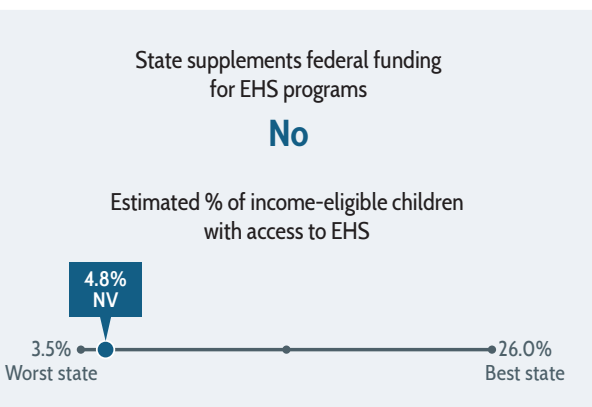 State supplements federal funding
for EHS programs
No
Estimated % of income-eligible children
with access to EHS
4.8%
NV
3.5%
26.0%
Worst state
Best state